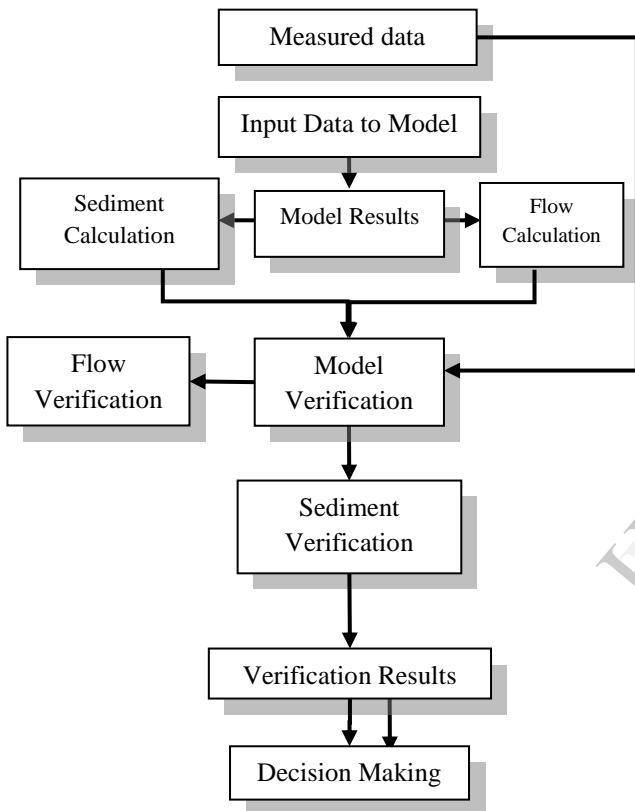 Measured data
Input Data to Model
Sediment
Calculation
Model Results
Flow
Calculation
Flow
Verification
Model
Verification
Sediment
Verification
Verification Results
Decision Making